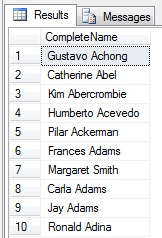 Results Messages
CompleteName
1 Gustavo Achong
2 Catherine Abel
3 Kim Abercrombie
4 Humberto Acevedo
5 Pilar Ackerman
6 Frances Adams
7 Margaret Smith
8 Carla Adams
9 Jay Adams
10 Ronald Adina